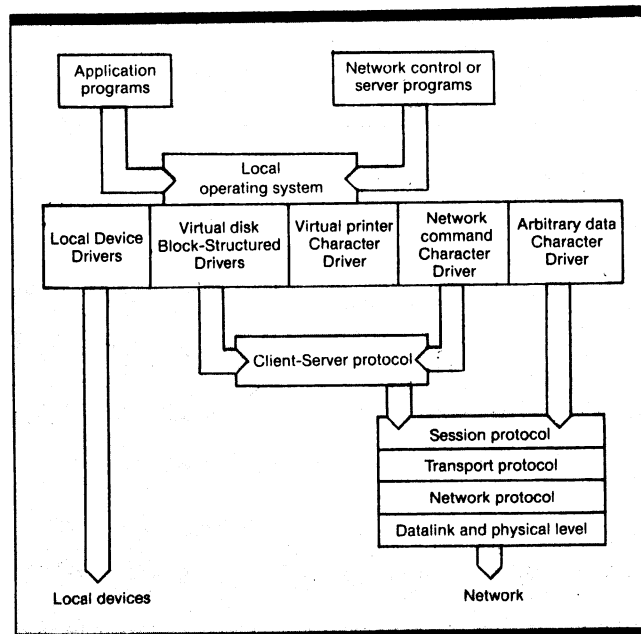 Application
programs
Network control or
server programs
Local
operating system
Local Device
Drivers
Virtual disk
Block-Structured
Drivers
Virtual printer
Character
Driver
Network
command
Character
Driver
Arbitrary data
Character
Driver
Client-Server protocol
Session protocol
Transport protocol
Network protocol
Datalink and physical level
Local devices
Network